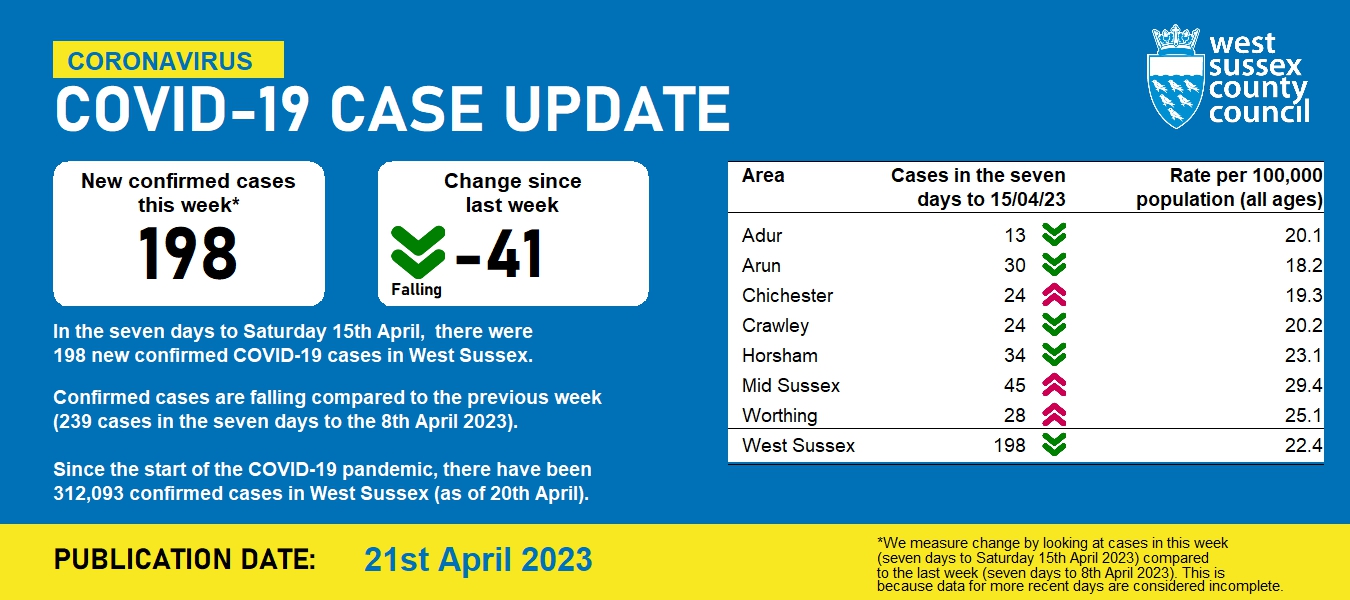 CORONAVIRUS
COVID-19 CASE UPDATE
west
sussex
county
council
New confirmed cases
this week*
198
Change since
last week
-41
Falling
In the seven days to Saturday 15th April,  there were
198 new confirmed COVID-19 cases in West Sussex.
Confirmed cases are falling compared to the previous week
(239 cases in the seven days to the 8th April 2023).
Since the start of the COVID-19 pandemic, there have been
312,093 confirmed cases in West Sussex (as of 20th April).
Area Cases in the seven Rate per 100,000
days to 15/04/23 population (all ages)
Adur 13 20.1
Arun 30 18.2
Chichester 24 19.3
Crawley 24 20.2
Horsham 34 23.1
Mid Sussex 45 29.4
Worthing 28 25.1
West Sussex 198 22.4
PUBLICATION DATE: 21st April 2023
*We measure change by looking at cases in this week
(seven days to Saturday 15th April 2023) compared
to the last week (seven days to 8th April 2023). This is
because data for more recent days are considered incomplete.